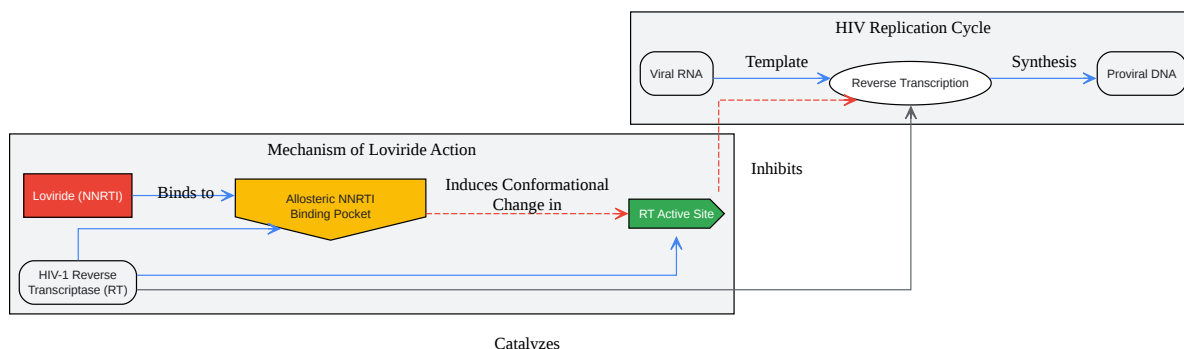 HIV Replication Cycle
Viral RNA
Template
Reverse Transcription
Synthesis
Proviral DNA
Mechanism of Loviride Action
Loviride (NNRTI)
Binds to
Allosteric NNRTI
Binding Pocket
Induces Conformational
Change in
RT Active Site
Inhibits
HIV-1 Reverse
Transcriptase (RT)
Catalyzes